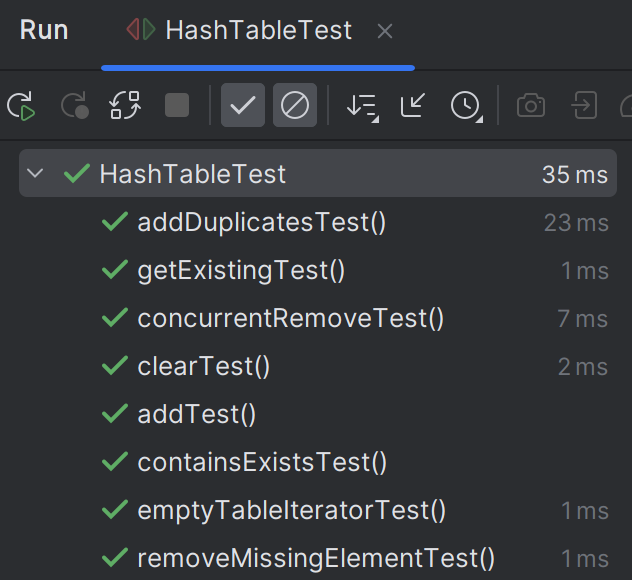 Run HashTableTest
HashTableTest 35 ms
addDuplicatesTest() 23 ms
getExistingTest() 1 ms
concurrentRemoveTest() 7 ms
clearTest() 2 ms
addTest()
containsExistsTest()
emptyTableIteratorTest() 1 ms
removeMissingElementTest() 1 ms